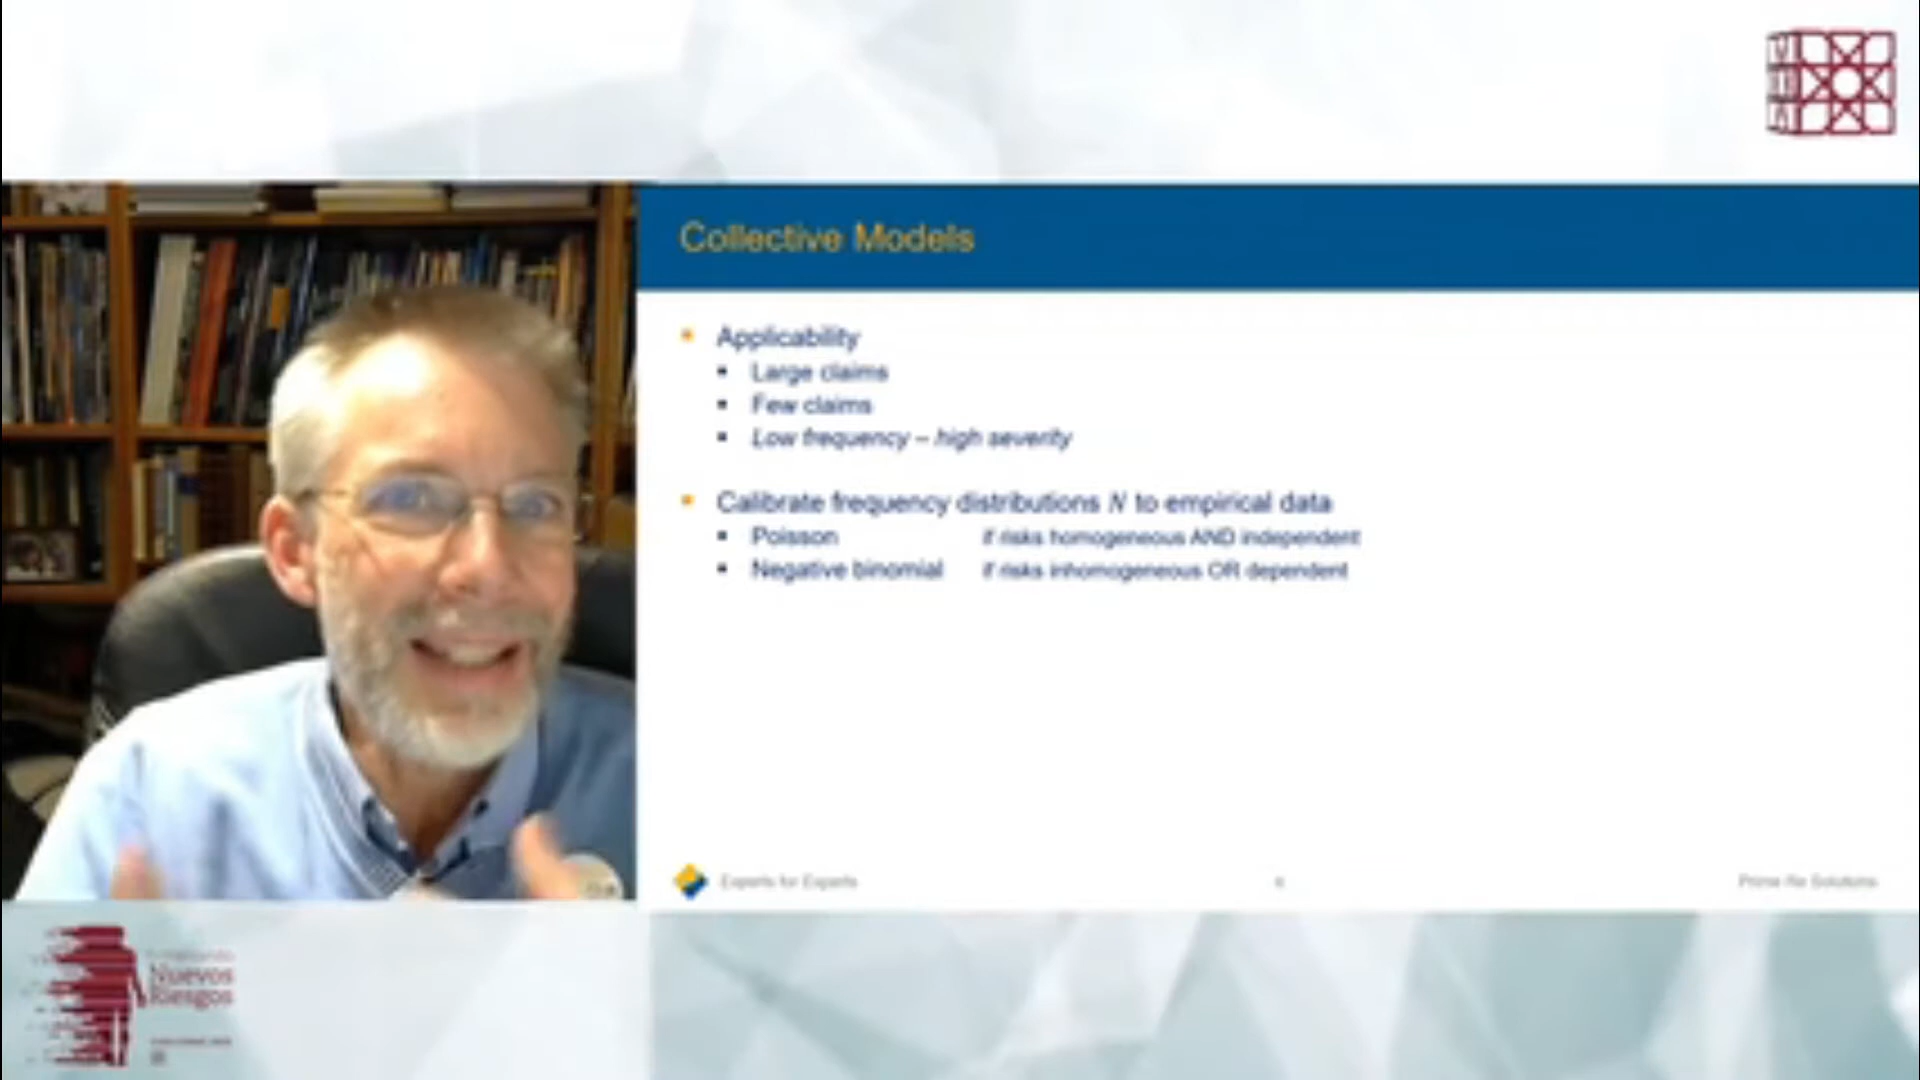 Collective Models
Applicability
Large claims
Few claims
Low frequency – high severity
Calibrate frequency distributions N to empirical data
Poisson if risks homogeneous AND independent
Negative binomial if risks inhomogeneous OR dependent
Experts for Experts
Prime Re Solutions
Nuevos
Riesgos